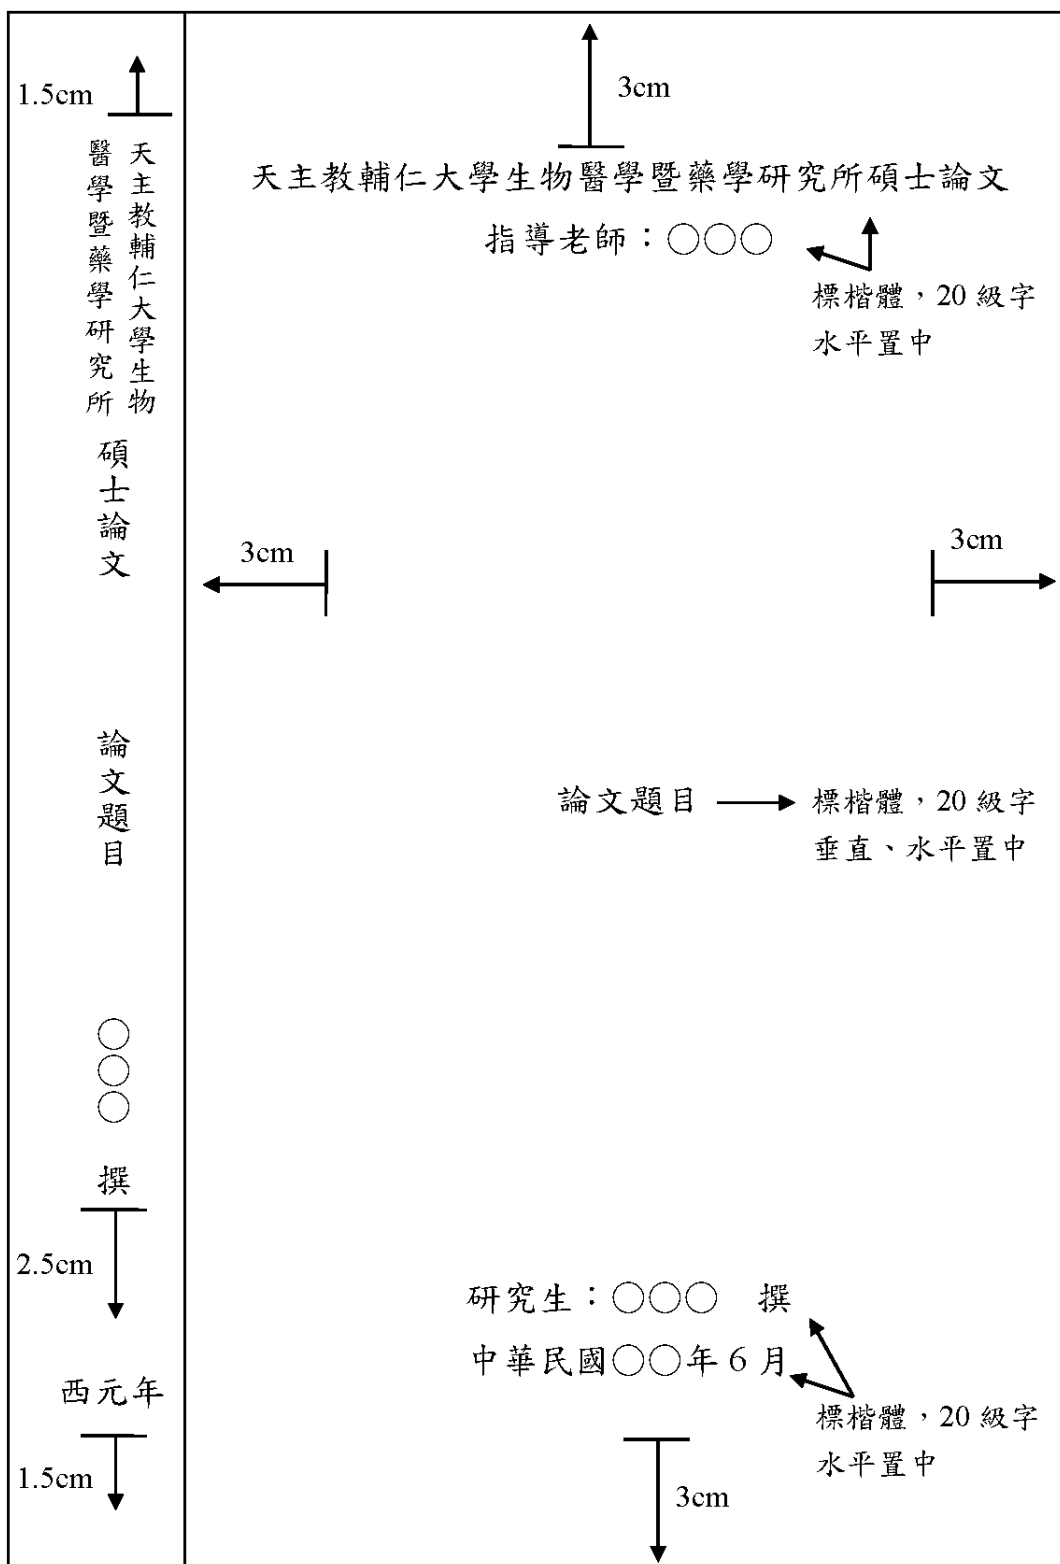 1.5cm
天主教輔仁大學生物
醫學暨藥學研究所
碩士論文
論文題目
○○○
撰
2.5cm
西元年
1.5cm
3cm
天主教輔仁大學生物醫學暨藥學研究所碩士論文
指導老師：○○○
標楷體，20 級字
水平置中
3cm
3cm
論文題目
標楷體，20 級字
垂直、水平置中
研究生：○○○ 撰
中華民國○○年 6 月
標楷體，20 級字
水平置中
3cm